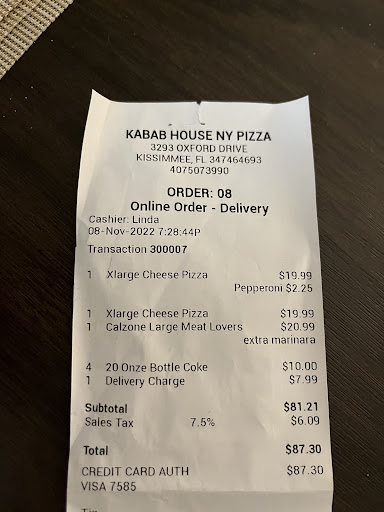 KABAB HOUSE NY PIZZA
3293 OXFORD DRIVE
KISSIMMEE, FL 347464693
4075073990
ORDER: 08
Online Order - Delivery
Cashier: Linda
08-Nov-2022 7:28:44P
Transaction 300007
1 Xlarge Cheese Pizza $19.99
Pepperoni $2.25
1 Xlarge Cheese Pizza $19.99
1 Calzone Large Meat Lovers $20.99
extra marinara
4 20 Onze Bottle Coke $10.00
1 Delivery Charge $7.99
Subtotal $81.21
Sales Tax 7.5% $6.09
Total $87.30
CREDIT CARD AUTH $87.30
VISA 7585